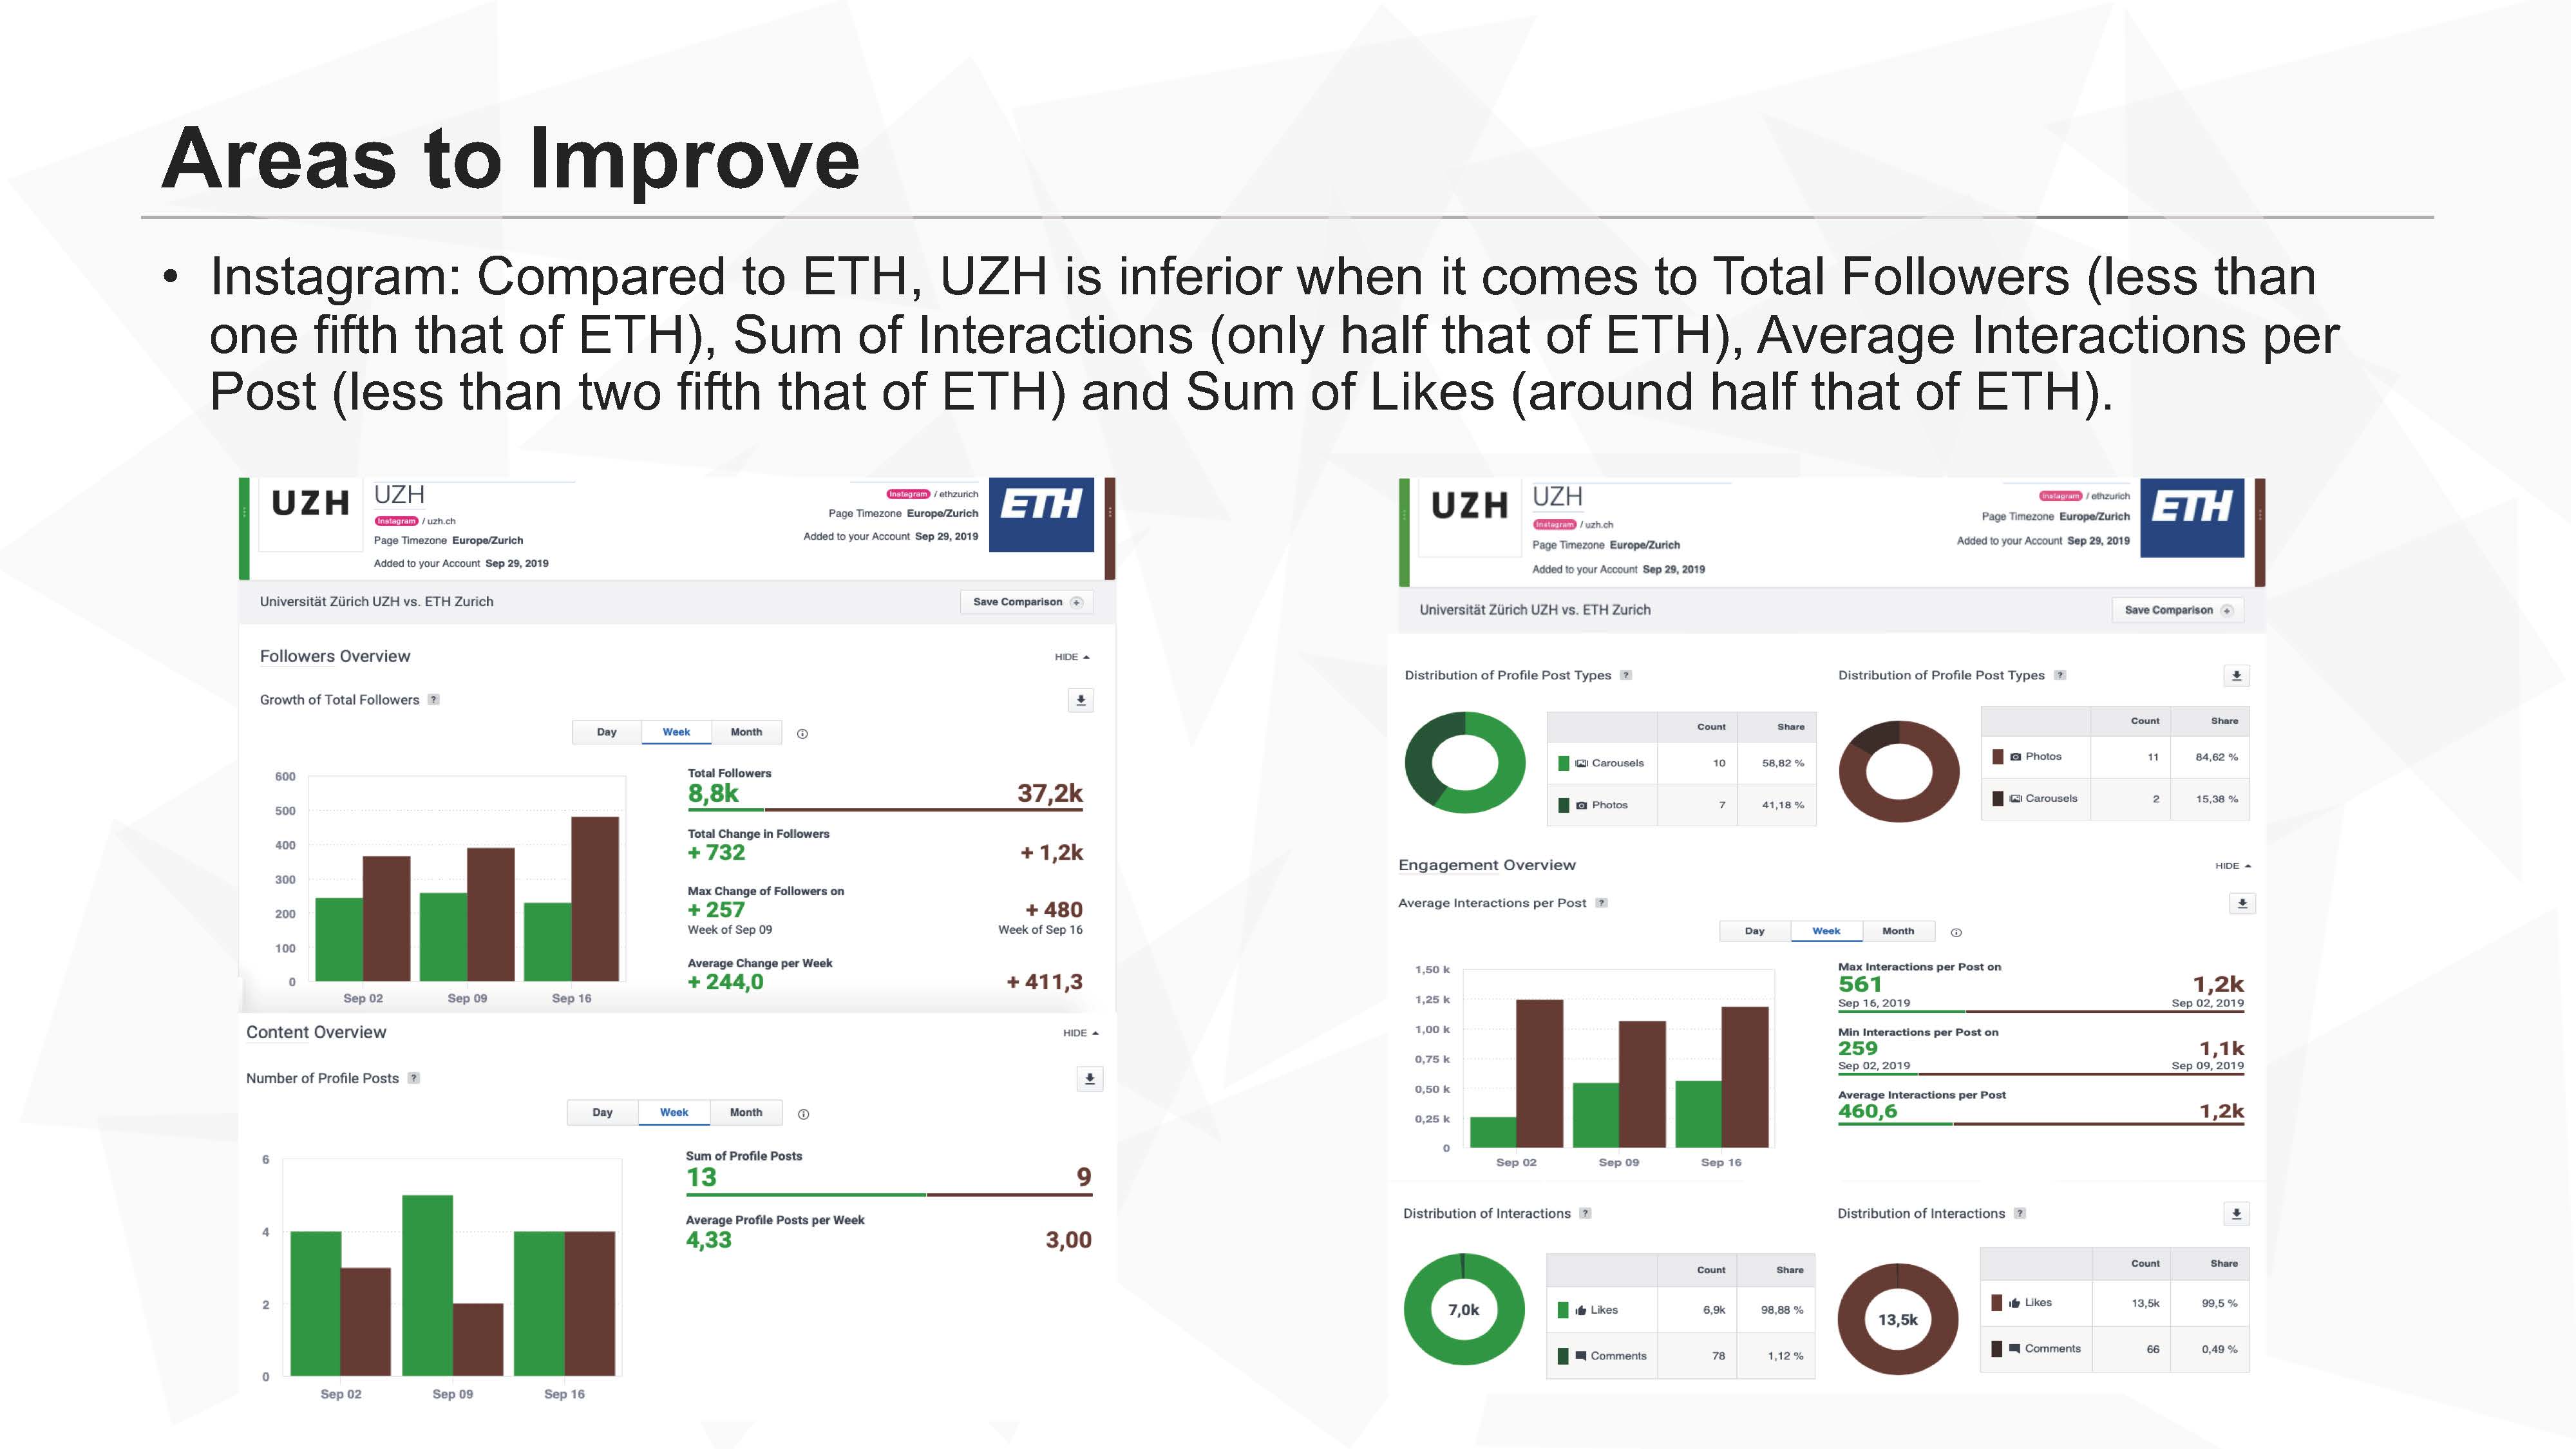 Areas to Improve
• Instagram: Compared to ETH, UZH is inferior when it comes to Total Followers (less than
one fifth that of ETH), Sum of Interactions (only half that of ETH), Average Interactions per
Post (less than two fifth that of ETH) and Sum of Likes (around half that of ETH).
UZH
UZH
Instagram / uzh.ch
Page Timezone Europe/Zurich
Added to your Account Sep 29, 2019
Instagram / ethzurich
Page Timezone Europe/Zurich
Added to your Account Sep 29, 2019
ETH
Universität Zürich UZH vs. ETH Zurich
Save Comparison +
Followers Overview
HIDE
Growth of Total Followers ?
Day Week Month
600
500
400
300
200
100
0
Sep 02 Sep 09 Sep 16
Total Followers
8,8k 37,2k
Total Change in Followers
+ 732 + 1,2k
Max Change of Followers on
+ 257 + 480
Week of Sep 09 Week of Sep 16
Average Change per Week
+ 244,0 + 411,3
Content Overview
HIDE
Number of Profile Posts ?
Day Week Month
6
4
2
0
Sep 02 Sep 09 Sep 16
Sum of Profile Posts
13 9
Average Profile Posts per Week
4,33 3,00
UZH
UZH
Instagram / uzh.ch
Page Timezone Europe/Zurich
Added to your Account Sep 29, 2019
Instagram / ethzurich
Page Timezone Europe/Zurich
Added to your Account Sep 29, 2019
ETH
Universität Zürich UZH vs. ETH Zurich
Save Comparison +
Distribution of Profile Post Types ?
Count Share
Carousels 10 58,82 %
Photos 7 41,18 %
Distribution of Profile Post Types ?
Count Share
Photos 11 84,62 %
Carousels 2 15,38 %
Engagement Overview
HIDE
Average Interactions per Post ?
Day Week Month
1,50 k
1,25 k
1,00 k
0,75 k
0,50 k
0,25 k
0
Sep 02 Sep 09 Sep 16
Max Interactions per Post on
561 1,2k
Sep 16, 2019 Sep 02, 2019
Min Interactions per Post on
259 1,1k
Sep 02, 2019 Sep 09, 2019
Average Interactions per Post
460,6 1,2k
Distribution of Interactions ?
7,0k
Count Share
Likes 6,9k 98,88 %
Comments 78 1,12 %
Distribution of Interactions ?
13,5k
Count Share
Likes 13,5k 99,5 %
Comments 66 0,49 %